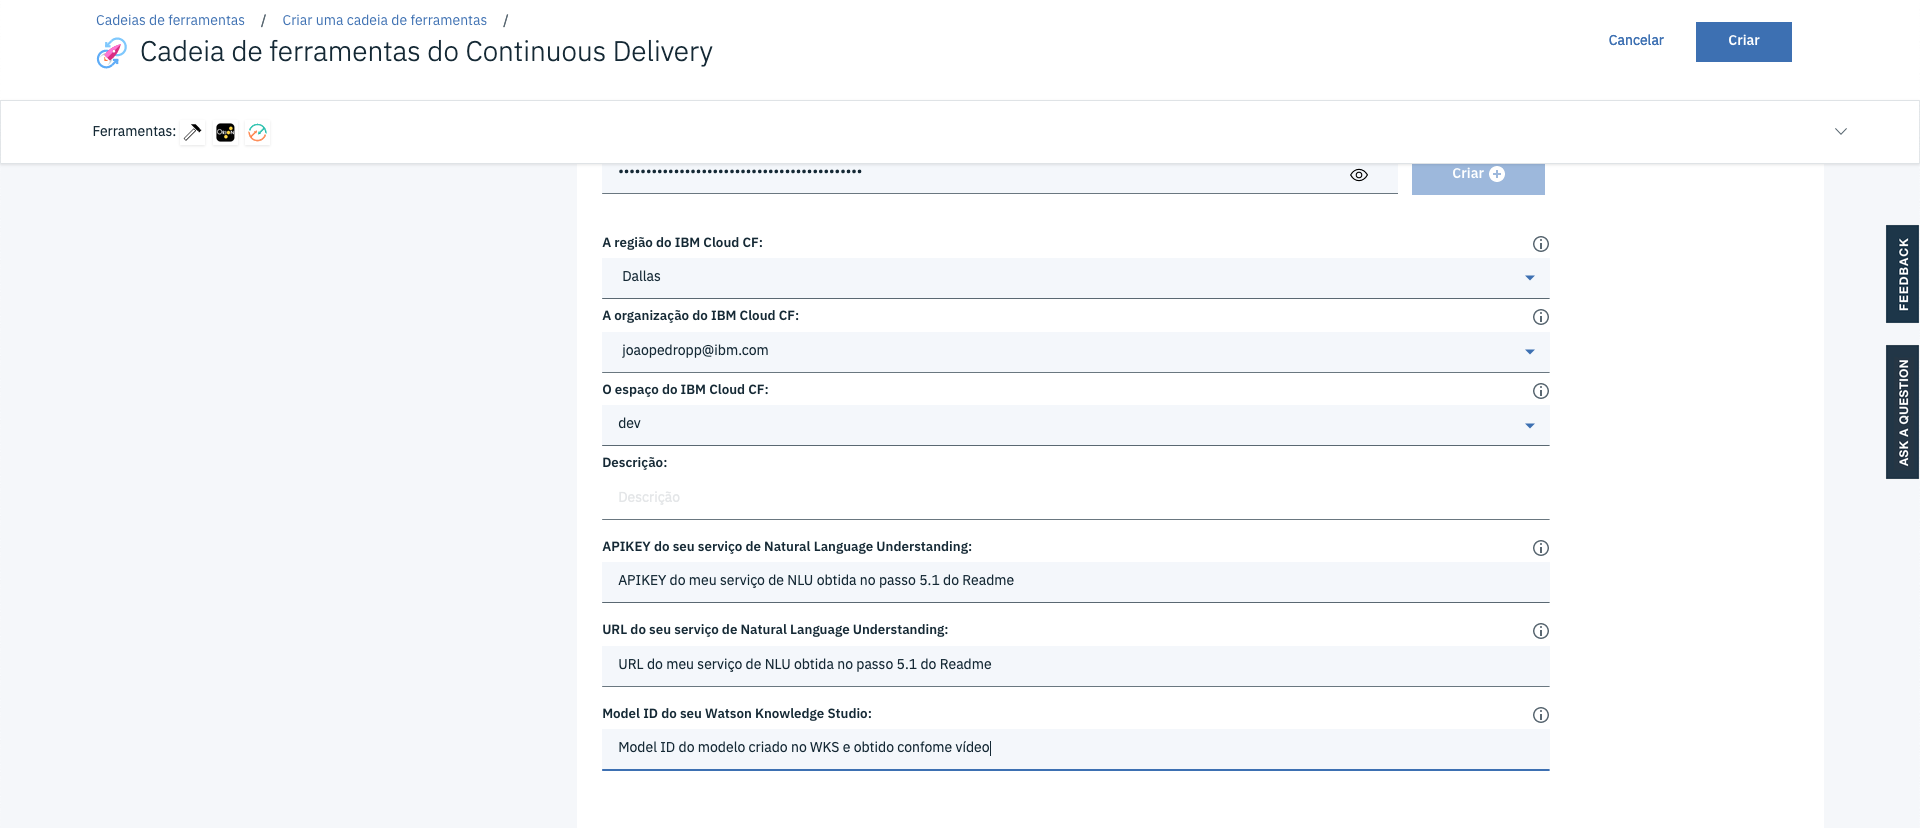 Cadeias de ferramentas / Criar uma cadeia de ferramentas /
Cadeia de ferramentas do Continuous Delivery
Cancelar
Criar
Ferramentas:
••••••••••••••••••••••••••••••••••••••••••••
Criar
A região do IBM Cloud CF:
Dallas
A organização do IBM Cloud CF:
joaopedropp@ibm.com
O espaço do IBM Cloud CF:
dev
Descrição:
Descrição
APIKEY do seu serviço de Natural Language Understanding:
APIKEY do meu serviço de NLU obtida no passo 5.1 do Readme
URL do seu serviço de Natural Language Understanding:
URL do meu serviço de NLU obtida no passo 5.1 do Readme
Model ID do seu Watson Knowledge Studio:
Model ID do modelo criado no WKS e obtido confome vídeo
FEEDBACK
ASK A QUESTION